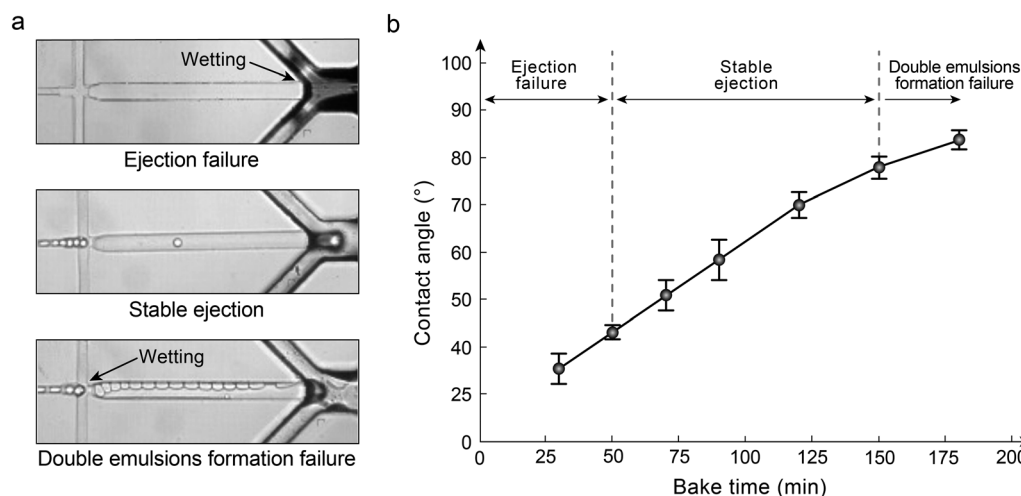 a
Wetting
Ejection failure
Stable ejection
Wetting
Double emulsions formation failure
b
Ejection
failure
Stable
ejection
Double emulsions
formation failure
100
90
80
70
60
50
40
25
0
Contact angle (°)
0 25 50 75 100 125 150 175 200
Bake time (min)